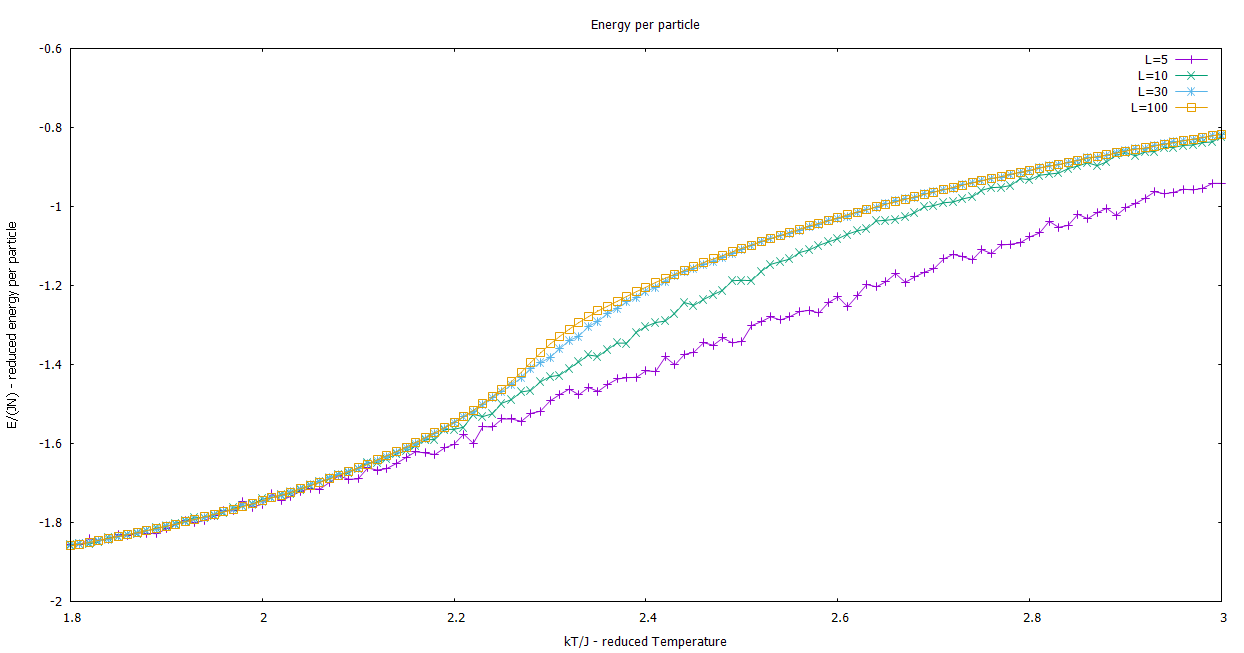 Energy per particle
-0.6
-0.8
-1
-1.2
-1.4
-1.6
-1.8
-2
E/(JN) - reduced energy per particle
L=5
L=10
L=30
L=100
1.8
2
2.2
2.4
2.6
2.8
3
kT/J - reduced Temperature